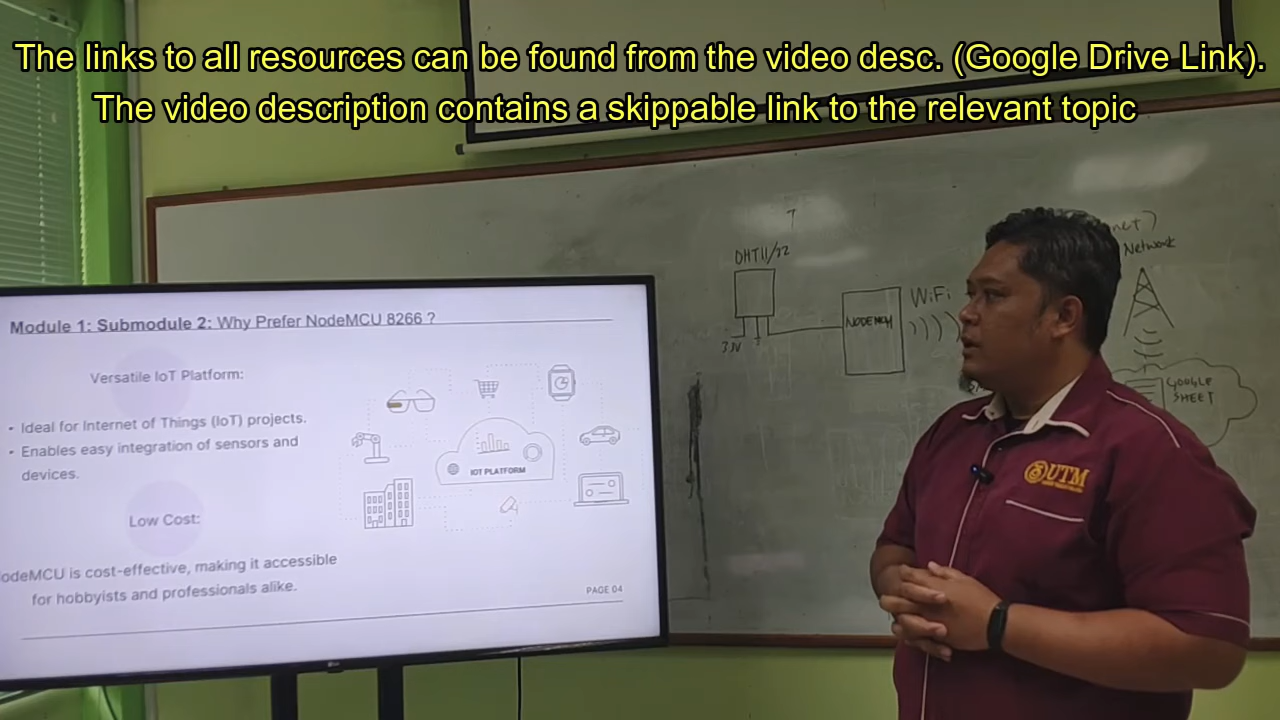 The links to all resources can be found from the video desc. (Google Drive Link).
The video description contains a skippable link to the relevant topic
Module 1: Submodule 2: Why Prefer NodeMCU 8266 ?
Versatile IoT Platform:
• Ideal for Internet of Things (IoT) projects.
• Enables easy integration of sensors and
devices.
Low Cost:
odeMCU is cost-effective, making it accessible
for hobbyists and professionals alike.
IOT PLATFORM
PAGE 04
LG
DHT11/22
3.3V
NODEMCU
WiFi
Network
GOOGLE
SHEET
UTM